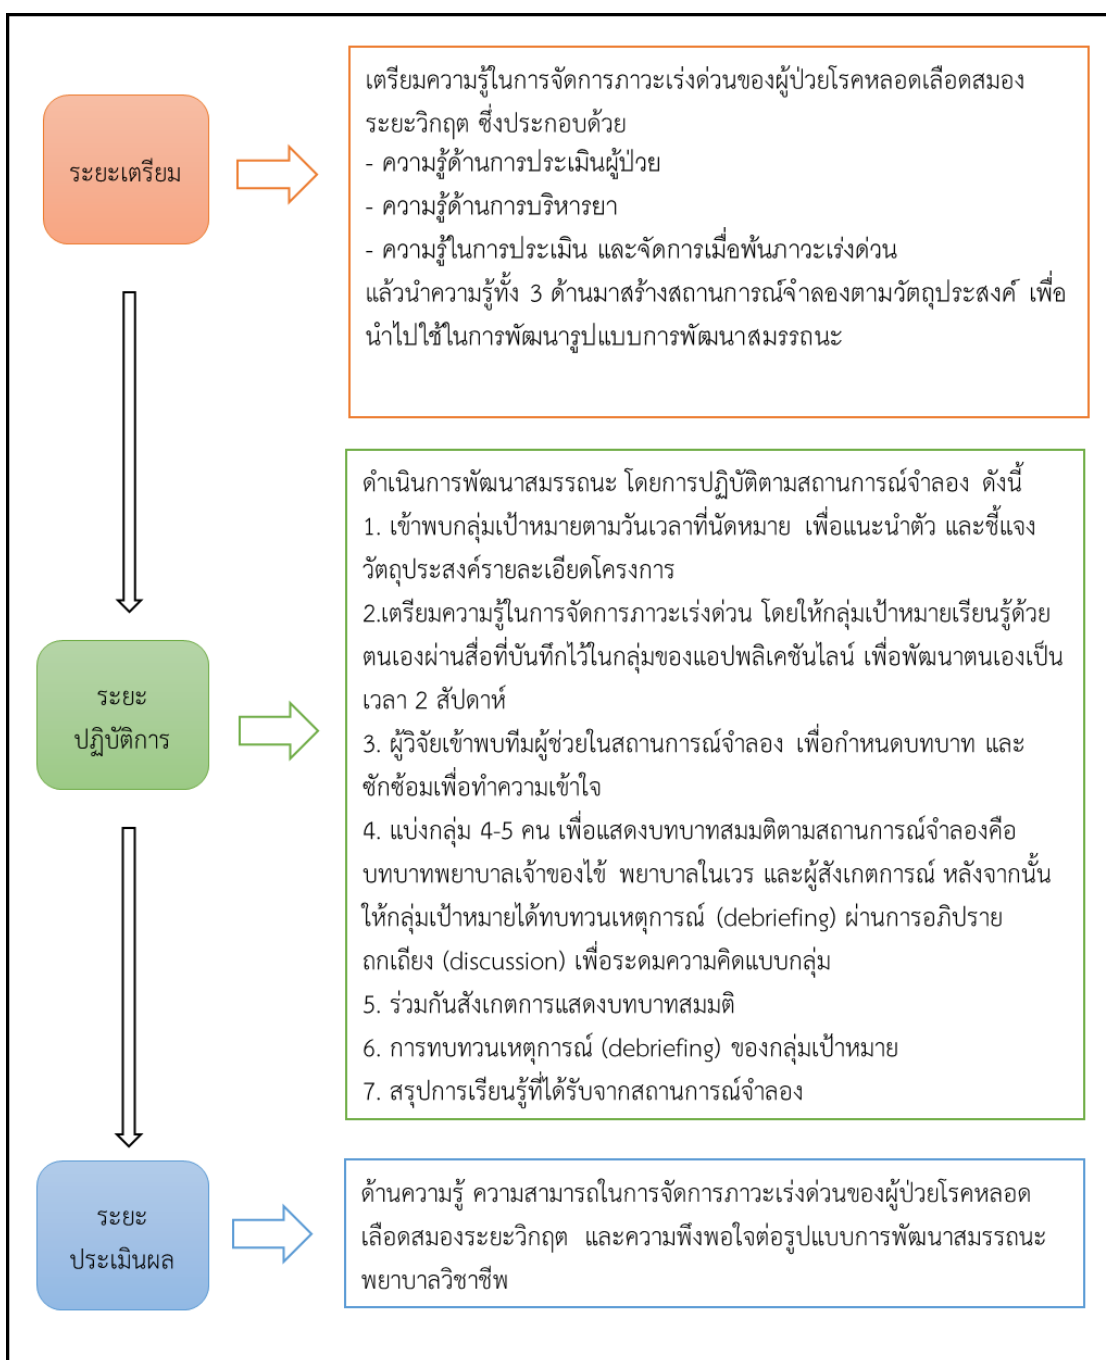 ระยะเตรียม
เตรียมความรู้ในการจัดการภาวะเร่งด่วนของผู้ป่วยโรคหลอดเลือดสมอง
ระยะวิกฤต ซึ่งประกอบด้วย
- ความรู้ด้านการประเมินผู้ป่วย
- ความรู้ด้านการบริหารยา
- ความรู้ในการประเมิน และจัดการเมื่อพ้นภาวะเร่งด่วน
แล้วนำความรู้ทั้ง 3 ด้านมาสร้างสถานการณ์จำลองตามวัตถุประสงค์ เพื่อ
นำไปใช้ในการพัฒนารูปแบบการพัฒนาสมรรถนะ
ระยะ
ปฏิบัติการ
ดำเนินการพัฒนาสมรรถนะ โดยการปฏิบัติตามสถานการณ์จำลอง ดังนี้
1. เข้าพบกลุ่มเป้าหมายตามวันเวลาที่นัดหมาย เพื่อแนะนำตัว และชี้แจง
วัตถุประสงค์รายละเอียดโครงการ
2.เตรียมความรู้ในการจัดการภาวะเร่งด่วน โดยให้กลุ่มเป้าหมายเรียนรู้ด้วย
ตนเองผ่านสื่อที่บันทึกไว้ในกลุ่มของแอปพลิเคชันไลน์ เพื่อพัฒนาตนเองเป็น
เวลา 2 สัปดาห์
3. ผู้วิจัยเข้าพบทีมผู้ช่วยในสถานการณ์จำลอง เพื่อกำหนดบทบาท และ
ซักซ้อมเพื่อทำความเข้าใจ
4. แบ่งกลุ่ม 4-5 คน เพื่อแสดงบทบาทสมมติตามสถานการณ์จำลองคือ
บทบาทพยาบาลเจ้าของไข้ พยาบาลในเวร และผู้สังเกตการณ์ หลังจากนั้น
ให้กลุ่มเป้าหมายได้ทบทวนเหตุการณ์ (debriefing) ผ่านการอภิปราย
ถกเถียง (discussion) เพื่อระดมความคิดแบบกลุ่ม
5. ร่วมกันสังเกตการแสดงบทบาทสมมติ
6. การทบทวนเหตุการณ์ (debriefing) ของกลุ่มเป้าหมาย
7. สรุปการเรียนรู้ที่ได้รับจากสถานการณ์จำลอง
ระยะ
ประเมินผล
ด้านความรู้ ความสามารถในการจัดการภาวะเร่งด่วนของผู้ป่วยโรคหลอด
เลือดสมองระยะวิกฤต และความพึงพอใจต่อรูปแบบการพัฒนาสมรรถนะ
พยาบาลวิชาชีพ